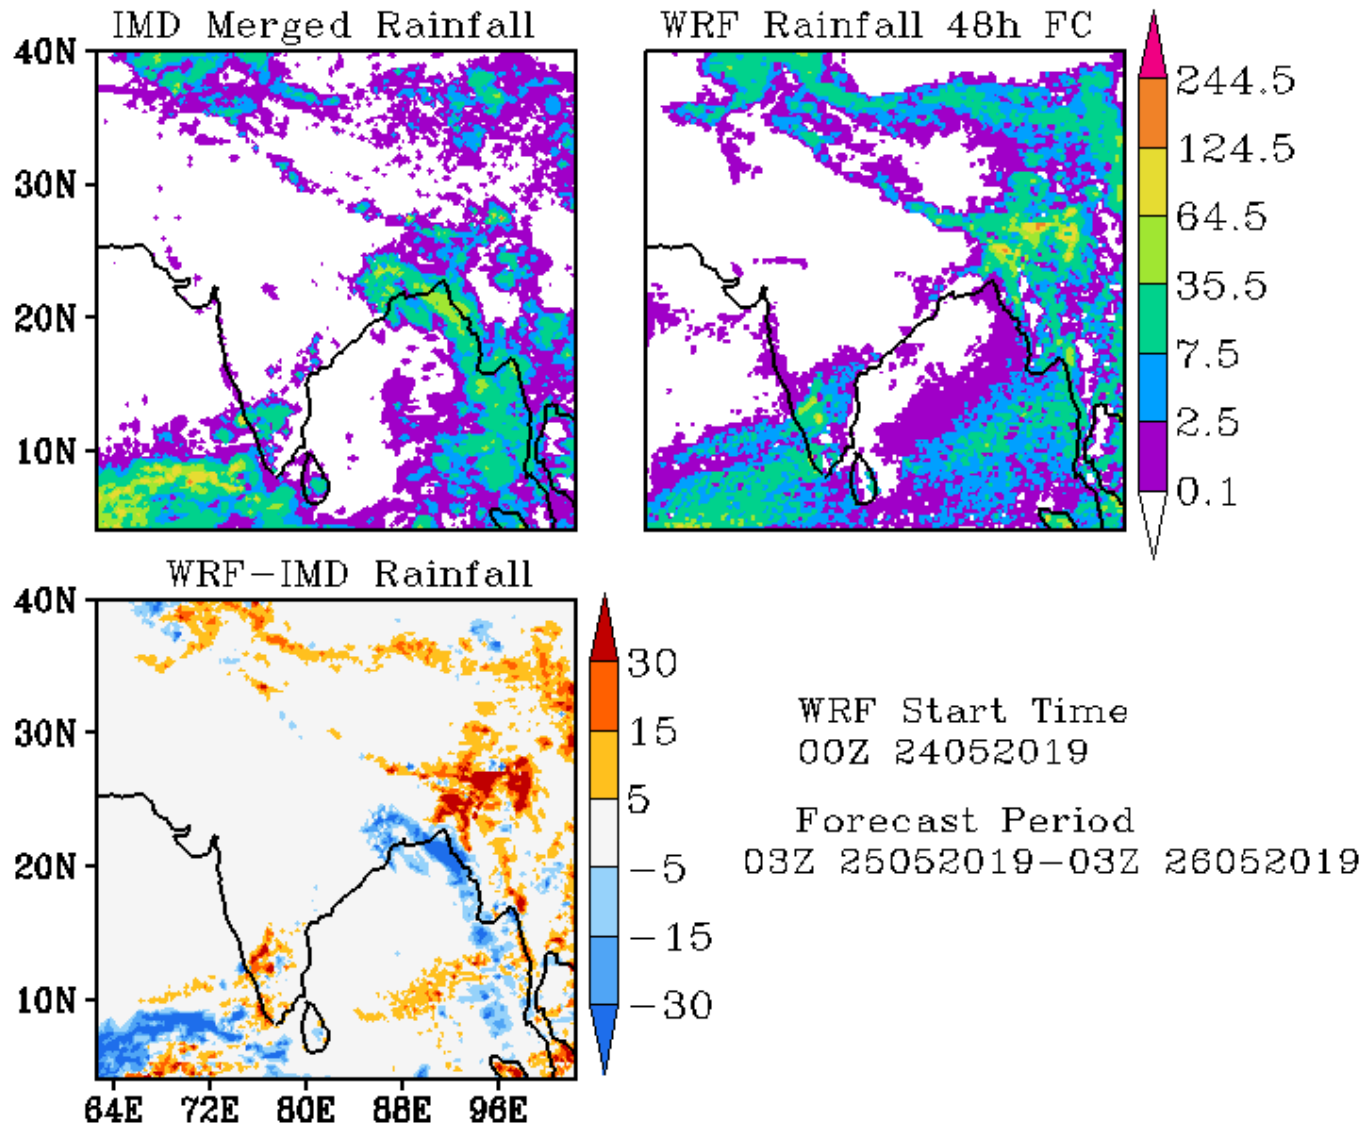 IMD Merged Rainfall
WRF Rainfall 48h FC
40N
30N
20N
10N
244.5
124.5
64.5
35.5
7.5
2.5
0.1
WRF-IMD Rainfall
40N
30N
20N
10N
64E 72E 80E 88E 96E
30
15
5
-5
-15
-30
WRF Start Time
00Z 24052019
Forecast Period
03Z 25052019-03Z 26052019